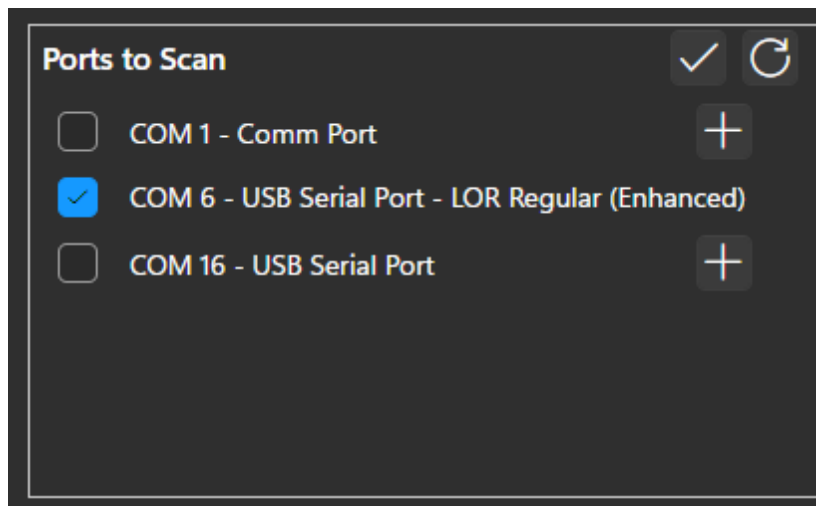 Ports to Scan
COM 1 - Comm Port
COM 6 - USB Serial Port - LOR Regular (Enhanced)
COM 16 - USB Serial Port